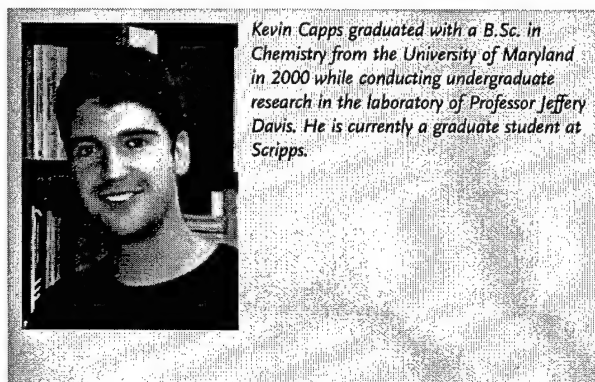 Kevin Capps graduated with a B.Sc. in
Chemistry from the University of Maryland
in 2000 while conducting undergraduate
research in the laboratory of Professor Jeffery
Davis. He is currently a graduate student at
Scripps.